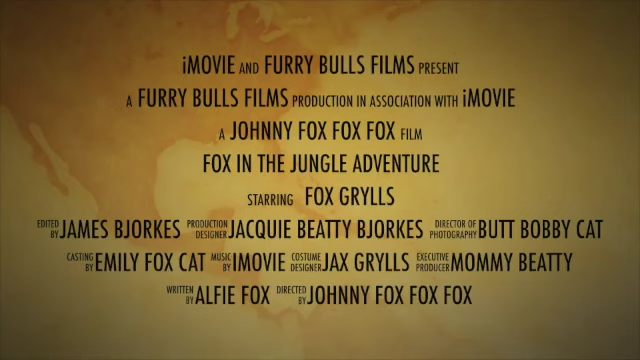 iMOVIE AND FURRY BULLS FILMS PRESENT
A FURRY BULLS FILMS PRODUCTION IN ASSOCIATION WITH iMOVIE
A JOHNNY FOX FOX FOX FILM
FOX IN THE JUNGLE ADVENTURE
STARRING FOX GRYLLS
EDITED BY JAMES BJORKES PRODUCTION DESIGNER JACQUIE BEATTY BJORKES DIRECTOR OF PHOTOGRAPHY BUTT BOBBY CAT
CASTING BY EMILY FOX CAT MUSIC BY IMOVIE COSTUME DESIGNER JAX GRYLLS EXECUTIVE PRODUCER MOMMY BEATTY
WRITTEN BY ALFIE FOX DIRECTED BY JOHNNY FOX FOX FOX